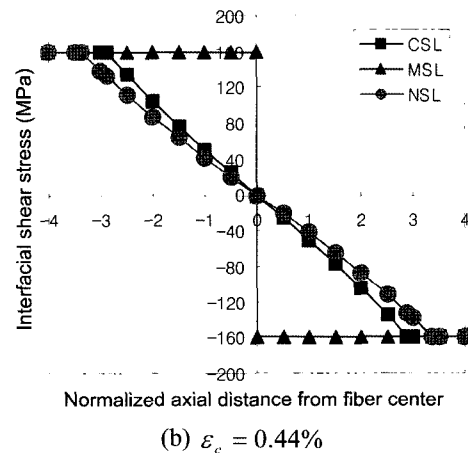 200
160
120
80
40
0
-40
-80
-120
-160
-200
-4 -3 -2 -1 0 1 2 3 4
CSL
MSL
NSL
Interfacial shear stress (MPa)
Normalized axial distance from fiber center
(b) ε_c = 0.44%